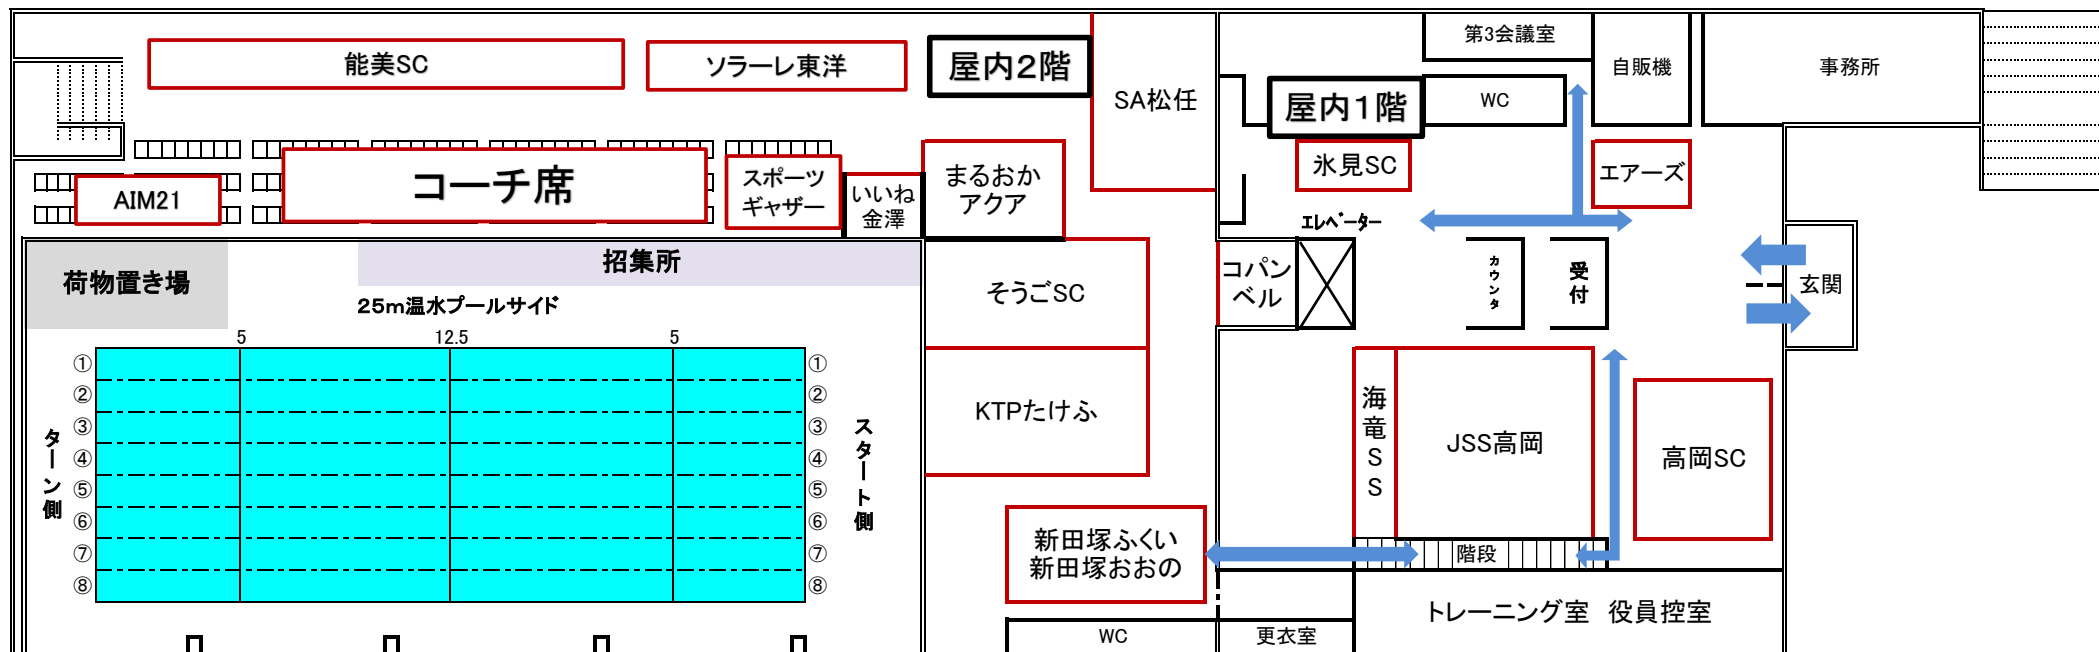 能美SC
ソラーレ東洋
屋内2階
SA松任
第3会議室
自販機
事務所
屋内1階
WC
氷見SC
エアーズ
AIM21
コーチ席
スポーツ
ギャザー
いいね
金澤
まるおか
アクア
エレベーター
荷物置き場
招集所
25m温水プールサイド
そうごSC
コパン
ベル
カウンタ
受付
玄関
5
12.5
5
①
②
③
④
⑤
⑥
⑦
⑧
①
②
③
④
⑤
⑥
⑦
⑧
ターン側
スタート側
KTPたけふ
海竜SS
JSS高岡
高岡SC
新田塚ふくい
新田塚おおの
階段
トレーニング室 役員控室
WC
更衣室